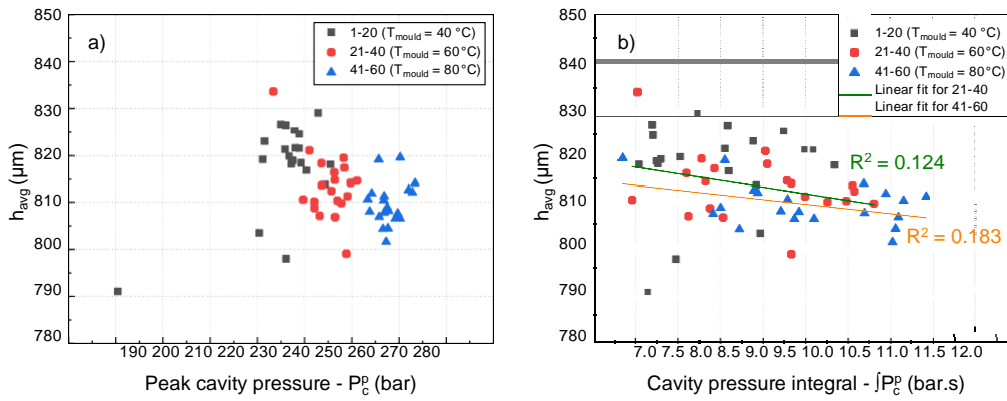 850
840
830
820
810
800
790
780
h_avg (µm)
a)
1-20 (T_mould = 40 °C)
21-40 (T_mould = 60°C)
41-60 (T_mould = 80°C)
190 200 210 220 230 240 250 260 270 280
Peak cavity pressure - P_c^p (bar)
850
840
830
820
810
800
790
780
h_avg (µm)
b)
1-20 (T_mould = 40 °C)
21-40 (T_mould = 60°C)
41-60 (T_mould = 80°C)
Linear fit for 21-40
Linear fit for 41-60
R² = 0.124
R² = 0.183
7.0 7.5 8.0 8.5 9.0 9.5 10.0 10.5 11.0 11.5 12.0
Cavity pressure integral - ∫P_c^p (bar.s)